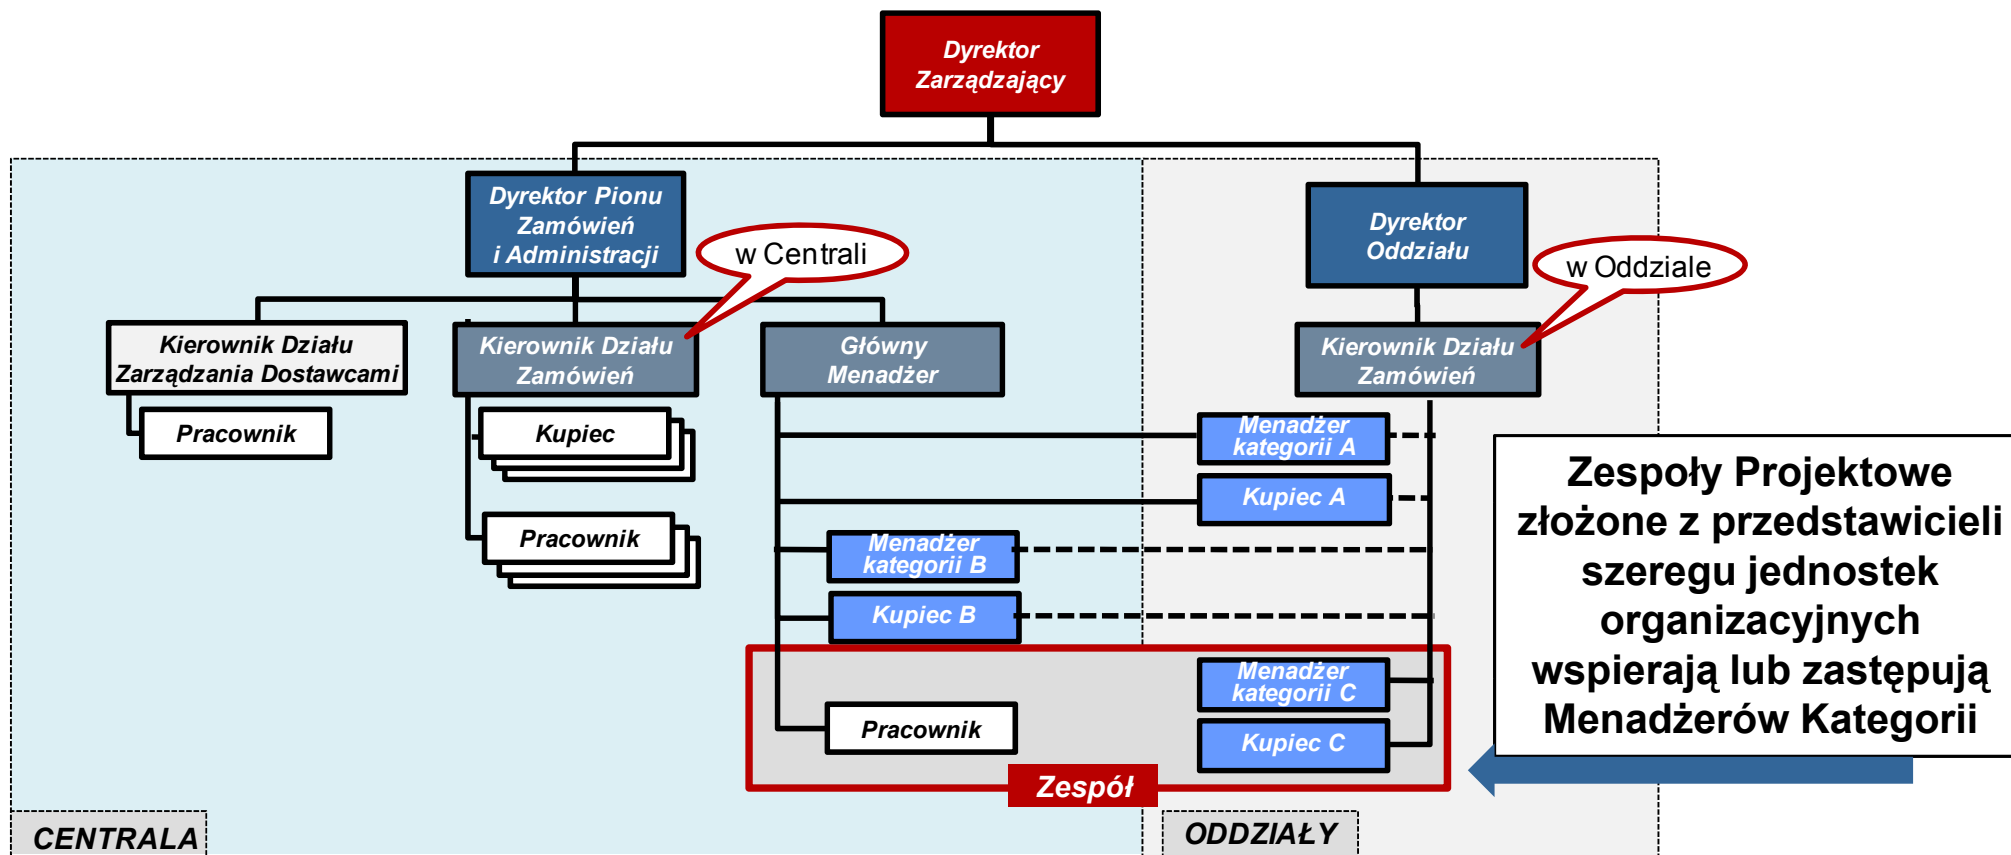 Dyrektor
Zarządzający
Dyrektor Pionu
Zamówień
i Administracji
w Centrali
Dyrektor
Oddziału
w Oddziale
Kierownik Działu
Zarządzania Dostawcami
Kierownik Działu
Zamówień
Główny
Menadżer
Kierownik Działu
Zamówień
Pracownik
Kupiec
Pracownik
Menadżer
kategorii A
Kupiec A
Menadżer
kategorii B
Kupiec B
Menadżer
kategorii C
Pracownik
Kupiec C
Zespół
Zespoły Projektowe
złożone z przedstawicieli
szeregu jednostek
organizacyjnych
wspierają lub zastępują
Menadżerów Kategorii
CENTRALA
ODDZIAŁY